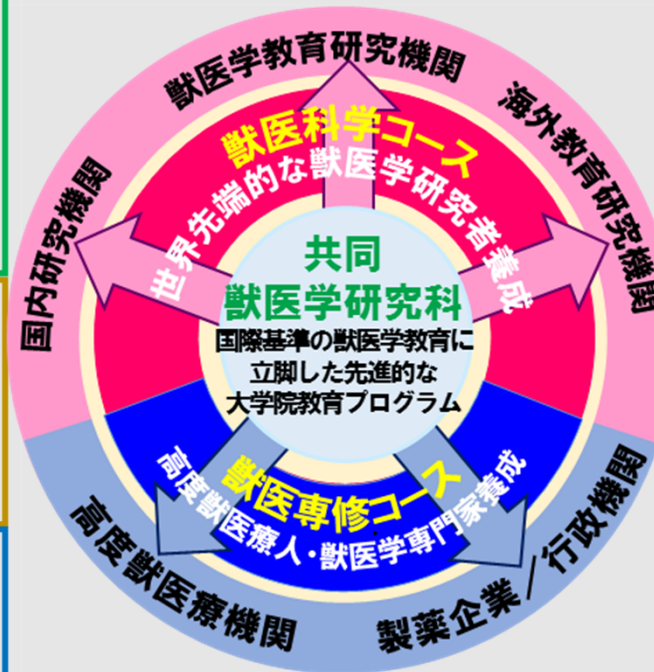 獣医学教育研究機関
海外教育研究機関
国内研究機関
獣医科学コース
世界先端的な獣医学研究者養成
共同
獣医学研究科
国際基準の獣医学教育に
立脚した先進的な
大学院教育プログラム
獣医専修コース
高度獣医療人・獣医学専門家養成
高度獣医療機関
製薬企業/行政機関